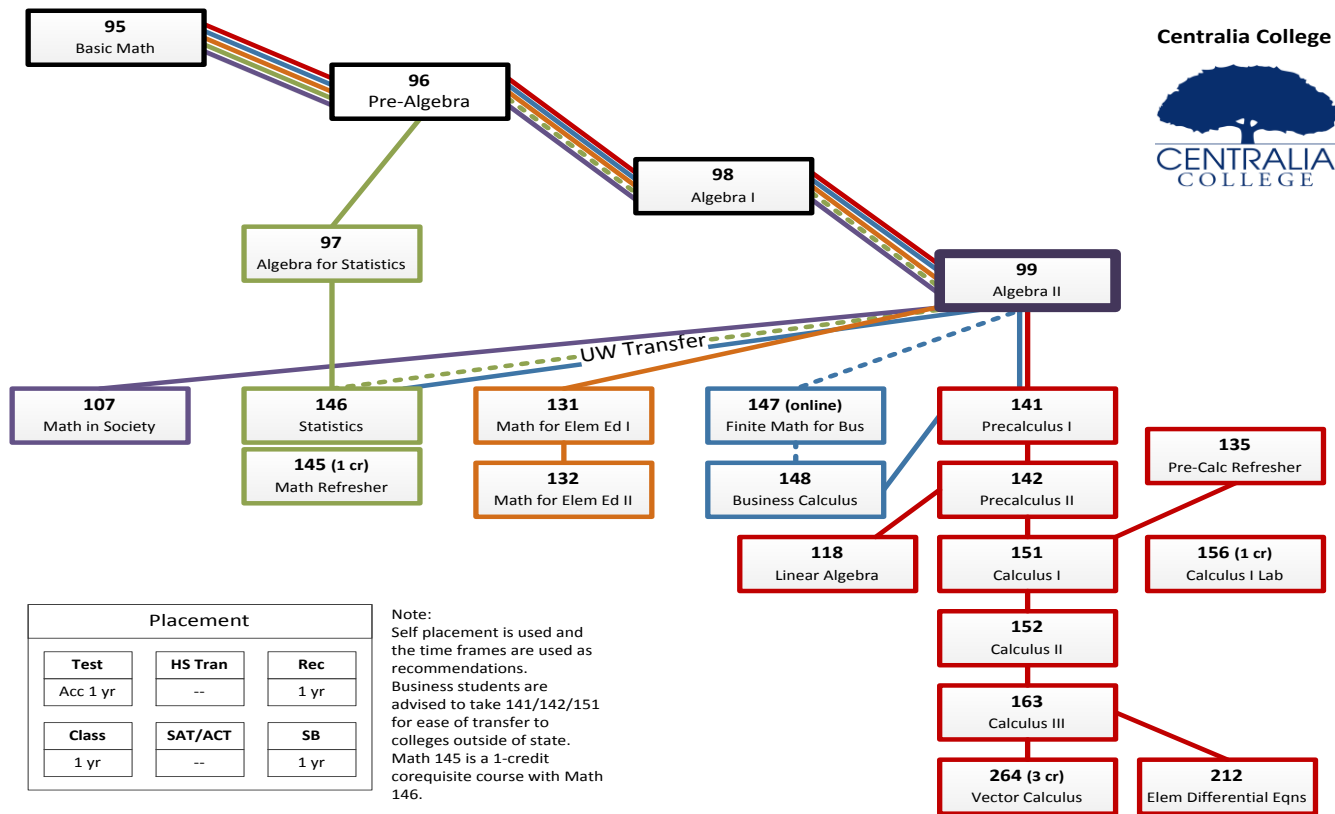 95
Basic Math
Centralia College
96
Pre-Algebra
CENTRALIA
COLLEGE
98
Algebra I
97
Algebra for Statistics
99
Algebra II
UW Transfer
107
Math in Society
146
Statistics
131
Math for Elem Ed I
147 (online)
Finite Math for Bus
141
Precalculus I
135
Pre-Calc Refresher
145 (1 cr)
Math Refresher
132
Math for Elem Ed II
148
Business Calculus
142
Precalculus II
118
Linear Algebra
151
Calculus I
156 (1 cr)
Calculus I Lab
152
Calculus II
163
Calculus III
264 (3 cr)
Vector Calculus
212
Elem Differential Eqns
Placement
Test
Acc 1 yr
HS Tran
--
Rec
1 yr
Class
1 yr
SAT/ACT
--
SB
1 yr
Note:
Self placement is used and
the time frames are used as
recommendations.
Business students are
advised to take 141/142/151
for ease of transfer to
colleges outside of state.
Math 145 is a 1-credit
corequisite course with Math
146.